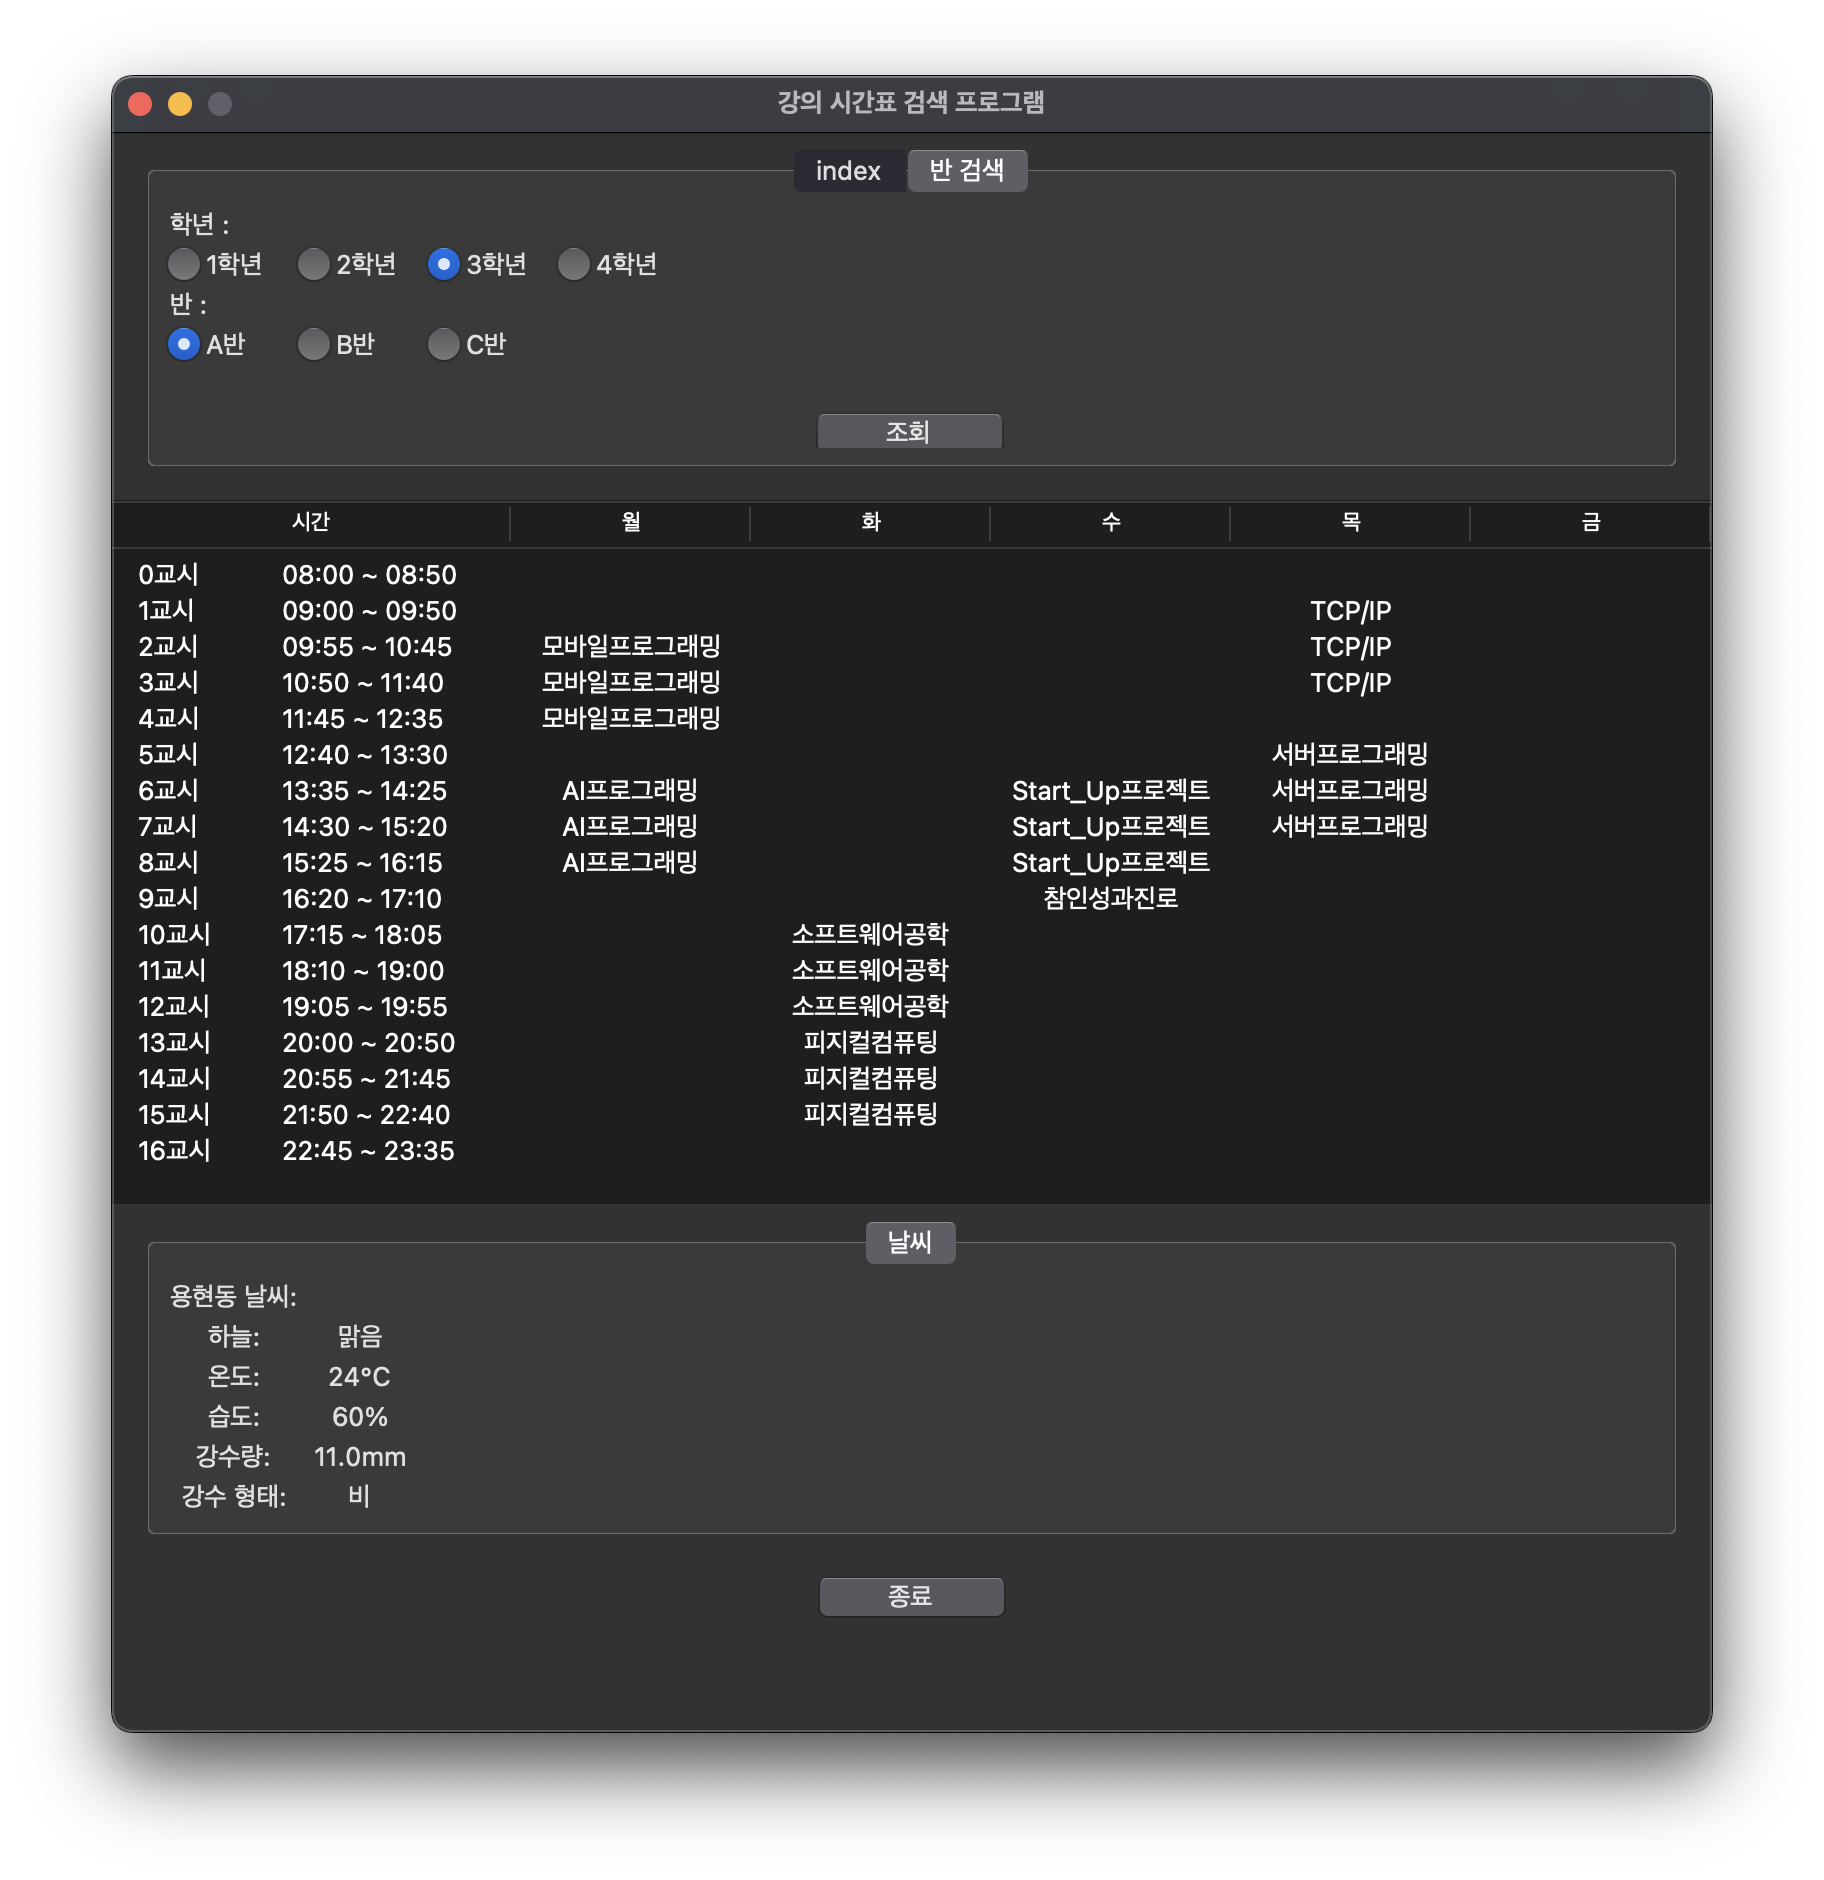 강의 시간표 검색 프로그램
index 반 검색
학년 :
1학년 2학년 3학년 4학년
반 :
A반 B반 C반
조회
시간 월 화 수 목 금
0교시 08:00 ~ 08:50
1교시 09:00 ~ 09:50 TCP/IP
2교시 09:55 ~ 10:45 모바일프로그래밍 TCP/IP
3교시 10:50 ~ 11:40 모바일프로그래밍 TCP/IP
4교시 11:45 ~ 12:35 모바일프로그래밍
5교시 12:40 ~ 13:30 서버프로그래밍
6교시 13:35 ~ 14:25 AI프로그래밍 Start_Up프로젝트 서버프로그래밍
7교시 14:30 ~ 15:20 AI프로그래밍 Start_Up프로젝트 서버프로그래밍
8교시 15:25 ~ 16:15 AI프로그래밍 Start_Up프로젝트
9교시 16:20 ~ 17:10 참인성과진로
10교시 17:15 ~ 18:05 소프트웨어공학
11교시 18:10 ~ 19:00 소프트웨어공학
12교시 19:05 ~ 19:55 소프트웨어공학
13교시 20:00 ~ 20:50 피지컬컴퓨팅
14교시 20:55 ~ 21:45 피지컬컴퓨팅
15교시 21:50 ~ 22:40 피지컬컴퓨팅
16교시 22:45 ~ 23:35
날씨
용현동 날씨:
하늘: 맑음
온도: 24°C
습도: 60%
강수량: 11.0mm
강수 형태: 비
종료